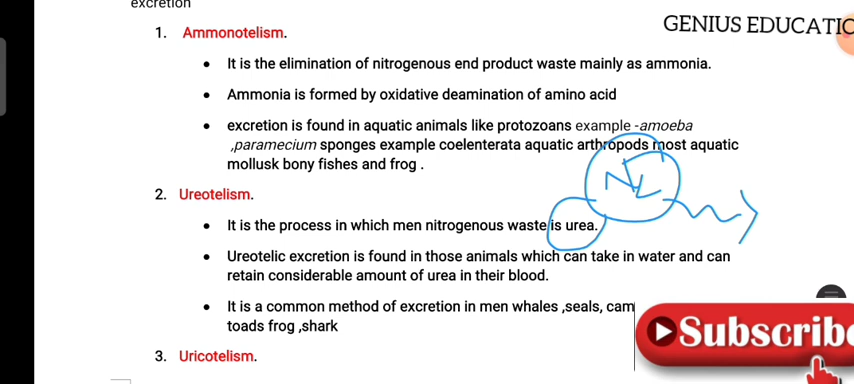 excretion
GENIUS EDUCATIO
1. Ammonotelism.
• It is the elimination of nitrogenous end product waste mainly as ammonia.
• Ammonia is formed by oxidative deamination of amino acid
• excretion is found in aquatic animals like protozoans example -amoeba
,paramecium sponges example coelenterata aquatic arthropods most aquatic
mollusk bony fishes and frog .
2. Ureotelism.
• It is the process in which men nitrogenous waste is urea.
• Ureotelic excretion is found in those animals which can take in water and can
retain considerable amount of urea in their blood.
• It is a common method of excretion in men whales ,seals, cam
toads frog ,shark
Subscribe
3. Uricotelism.